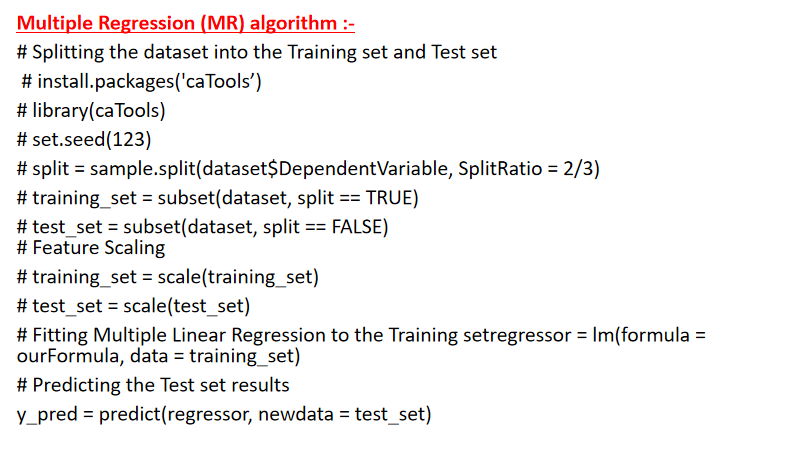 Multiple Regression (MR) algorithm :-
# Splitting the dataset into the Training set and Test set
# install.packages('caTools’)
# library(caTools)
# set.seed(123)
# split = sample.split(dataset$DependentVariable, SplitRatio = 2/3)
# training_set = subset(dataset, split == TRUE)
# test_set = subset(dataset, split == FALSE)
# Feature Scaling
# training_set = scale(training_set)
# test_set = scale(test_set)
# Fitting Multiple Linear Regression to the Training setregressor = lm(formula =
ourFormula, data = training_set)
# Predicting the Test set results
y_pred = predict(regressor, newdata = test_set)